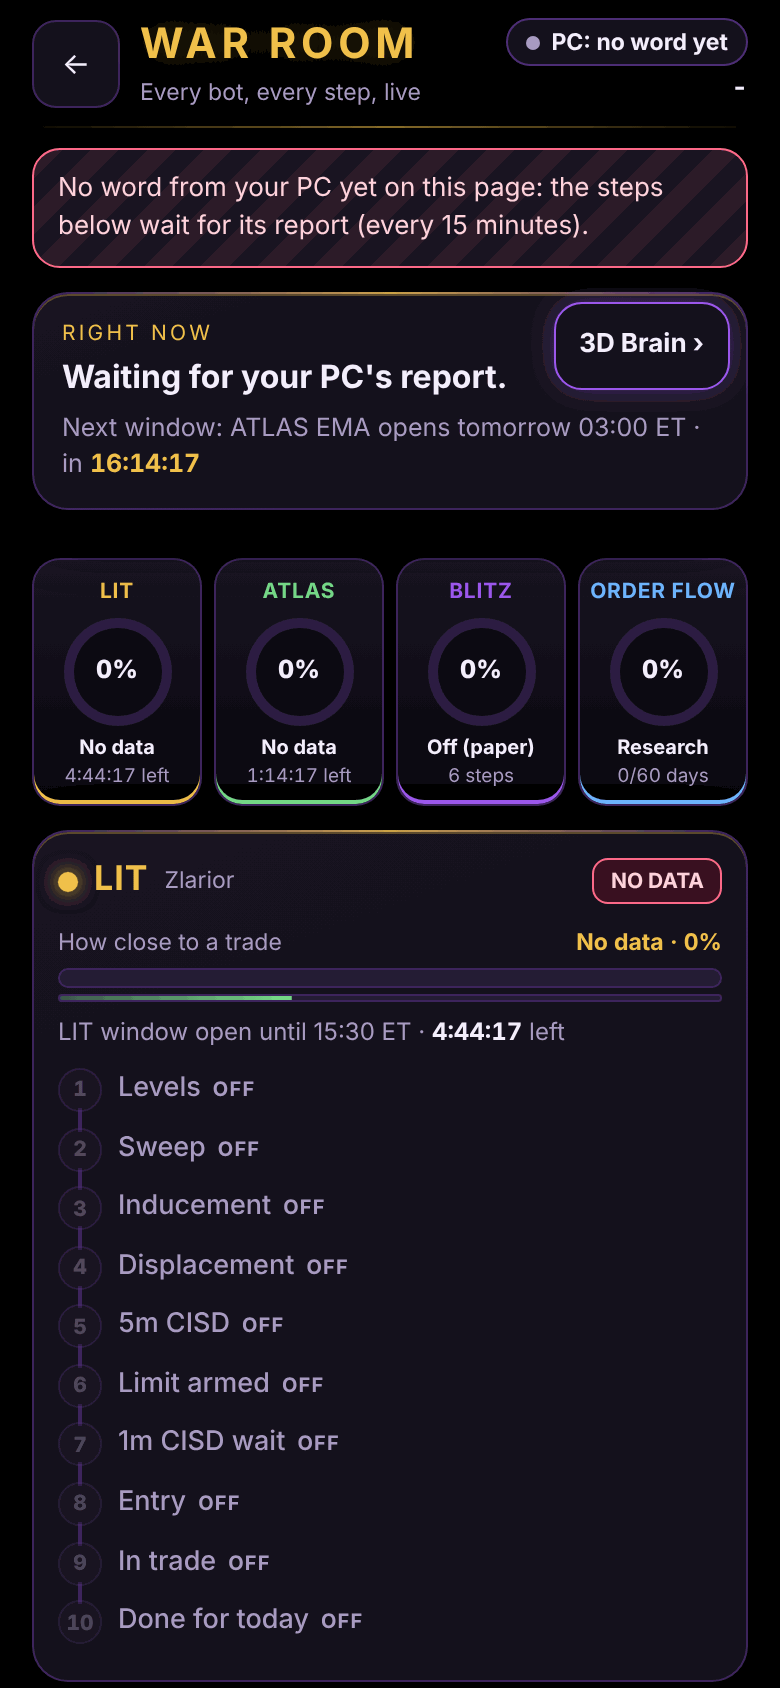 ←
WAR ROOM
PC: no word yet
Every bot, every step, live
-
No word from your PC yet on this page: the steps
below wait for its report (every 15 minutes).
RIGHT NOW
3D Brain ›
Waiting for your PC's report.
Next window: ATLAS EMA opens tomorrow 03:00 ET ·
in 16:14:17
LIT
0%
No data
4:44:17 left
ATLAS
0%
No data
1:14:17 left
BLITZ
0%
Off (paper)
6 steps
ORDER FLOW
0%
Research
0/60 days
LIT Zlarior
NO DATA
How close to a trade
No data · 0%
LIT window open until 15:30 ET · 4:44:17 left
1 Levels OFF
2 Sweep OFF
3 Inducement OFF
4 Displacement OFF
5 5m CISD OFF
6 Limit armed OFF
7 1m CISD wait OFF
8 Entry OFF
9 In trade OFF
10 Done for today OFF